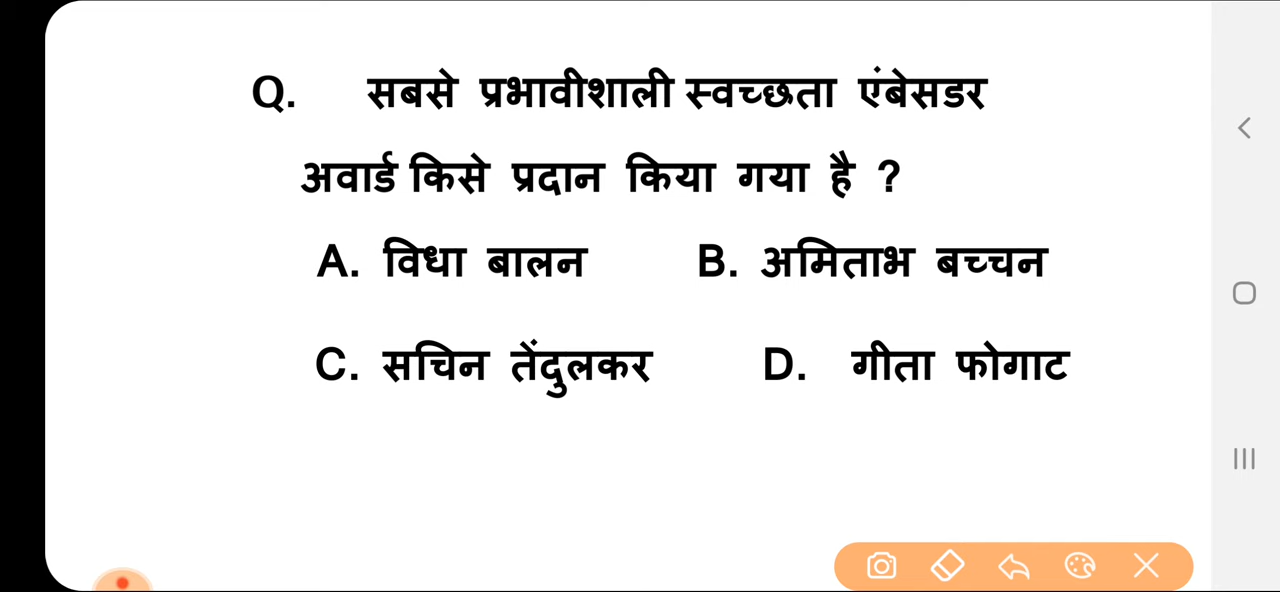 Q. सबसे प्रभावीशाली स्वच्छता एंबेसडर
अवार्ड किसे प्रदान किया गया है ?
A. विधा बालन B. अमिताभ बच्चन
C. सचिन तेंदुलकर D. गीता फोगाट